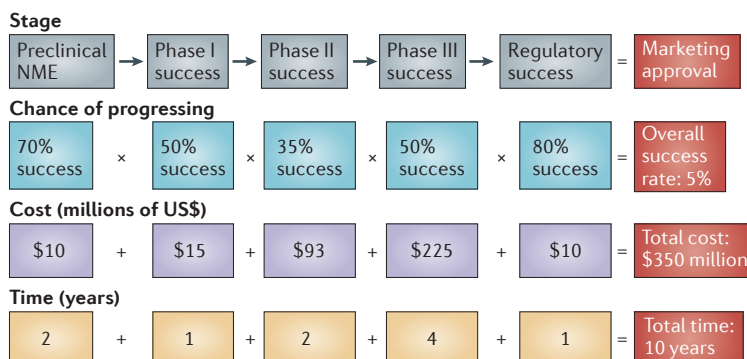 Stage
Preclinical NME → Phase I success → Phase II success → Phase III success → Regulatory success = Marketing approval
Chance of progressing
70% success × 50% success × 35% success × 50% success × 80% success = Overall success rate: 5%
Cost (millions of US$)
$10 + $15 + $93 + $225 + $10 = Total cost: $350 million
Time (years)
2 + 1 + 2 + 4 + 1 = Total time: 10 years